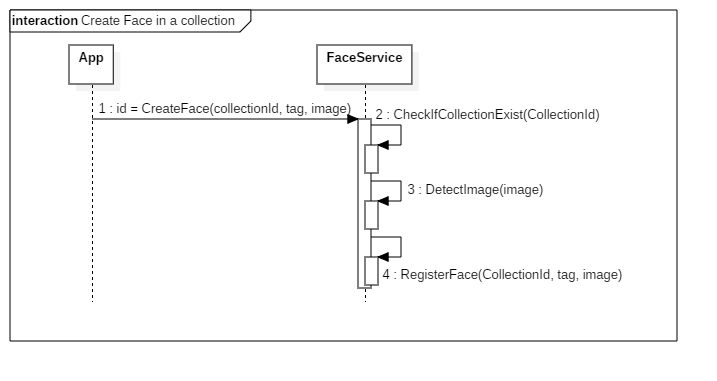 interaction Create Face in a collection
App
FaceService
1 : id = CreateFace(collectionId, tag, image)
2 : CheckIfCollectionExist(CollectionId)
3 : DetectImage(image)
4 : RegisterFace(CollectionId, tag, image)